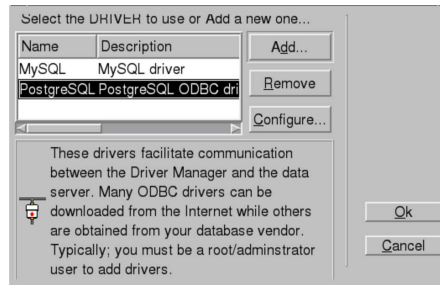 Select the DRIVER to use or Add a new one...
Name Description
MySQL MySQL driver
PostgreSQL PostgreSQL ODBC dri
Add...
Remove
Configure...
These drivers facilitate communication
between the Driver Manager and the data
server. Many ODBC drivers can be
downloaded from the Internet while others
are obtained from your database vendor.
Typically; you must be a root/adminstrator
user to add drivers.
Ok
Cancel